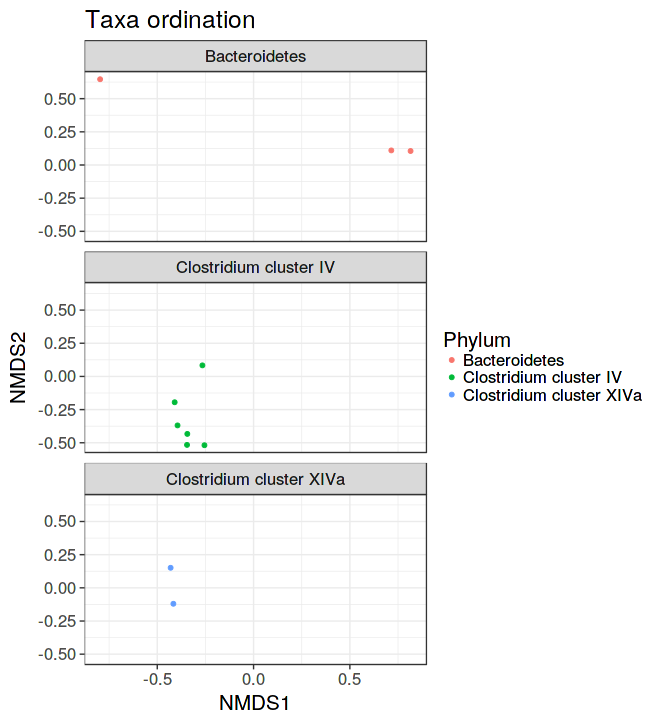 Taxa ordination
Bacteroidetes
0.50
0.25
0.00
-0.25
-0.50
Clostridium cluster IV
0.50
0.25
0.00
-0.25
-0.50
Clostridium cluster XIVa
0.50
0.25
0.00
-0.25
-0.50
-0.5 0.0 0.5
NMDS1
NMDS2
Phylum
Bacteroidetes
Clostridium cluster IV
Clostridium cluster XIVa